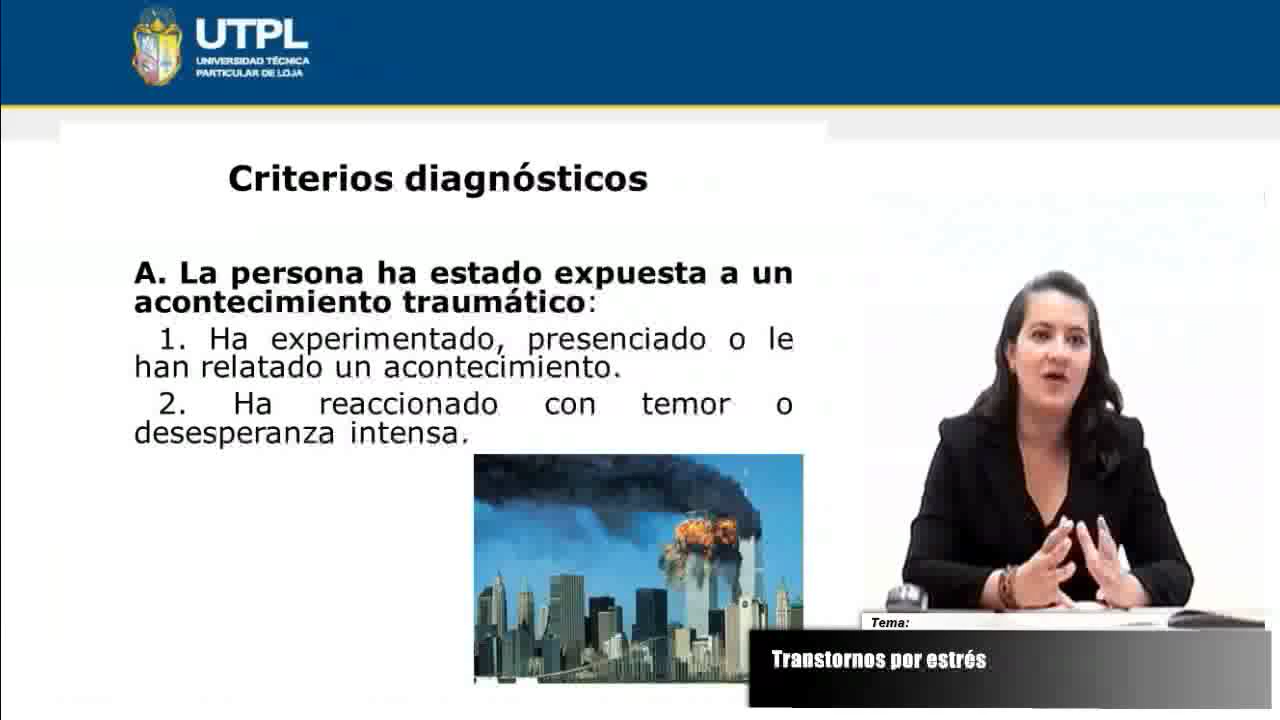 UTPL
UNIVERSIDAD TÉCNICA
PARTICULAR DE LOJA
Criterios diagnósticos
A. La persona ha estado expuesta a un
acontecimiento traumático:
1. Ha experimentado, presenciado o le
han relatado un acontecimiento.
2. Ha reaccionado con temor o
desesperanza intensa.
Tema:
Transtornos por estrés